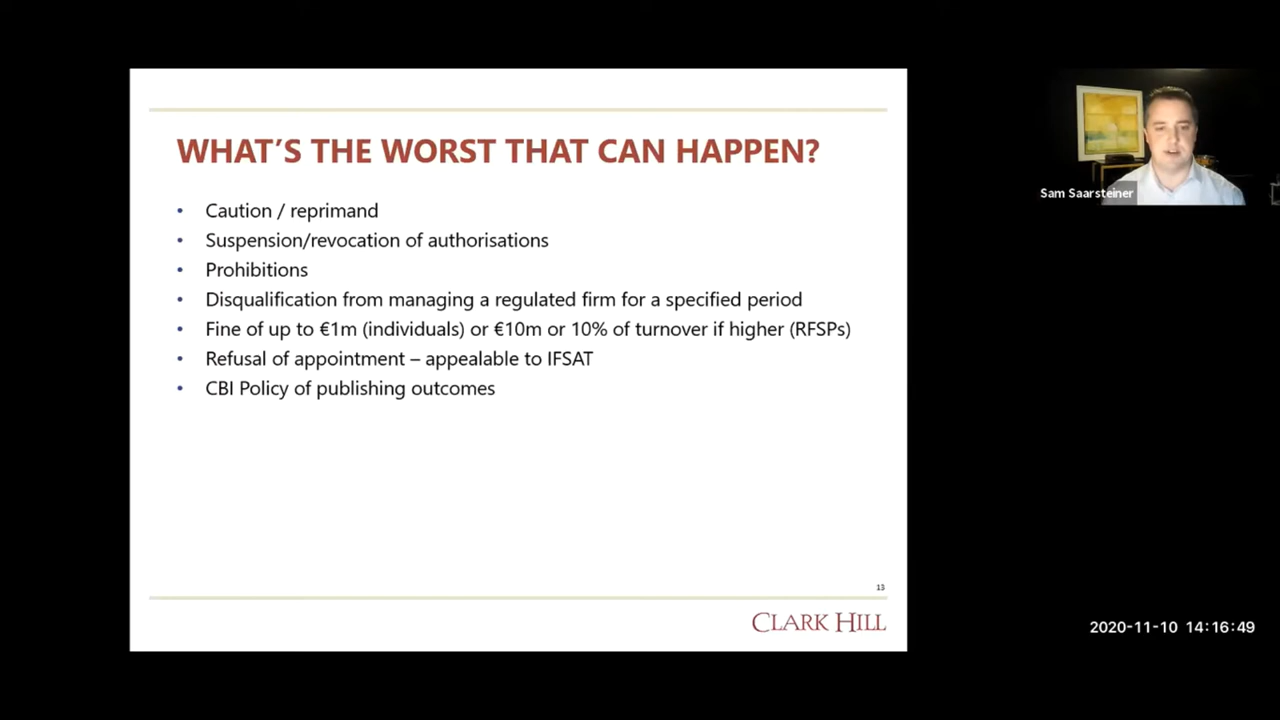 WHAT’S THE WORST THAT CAN HAPPEN?
• Caution / reprimand
• Suspension/revocation of authorisations
• Prohibitions
• Disqualification from managing a regulated firm for a specified period
• Fine of up to €1m (individuals) or €10m or 10% of turnover if higher (RFSPs)
• Refusal of appointment – appealable to IFSAT
• CBI Policy of publishing outcomes
13
CLARK HILL
Sam Saarsteiner
2020-11-10 14:16:49